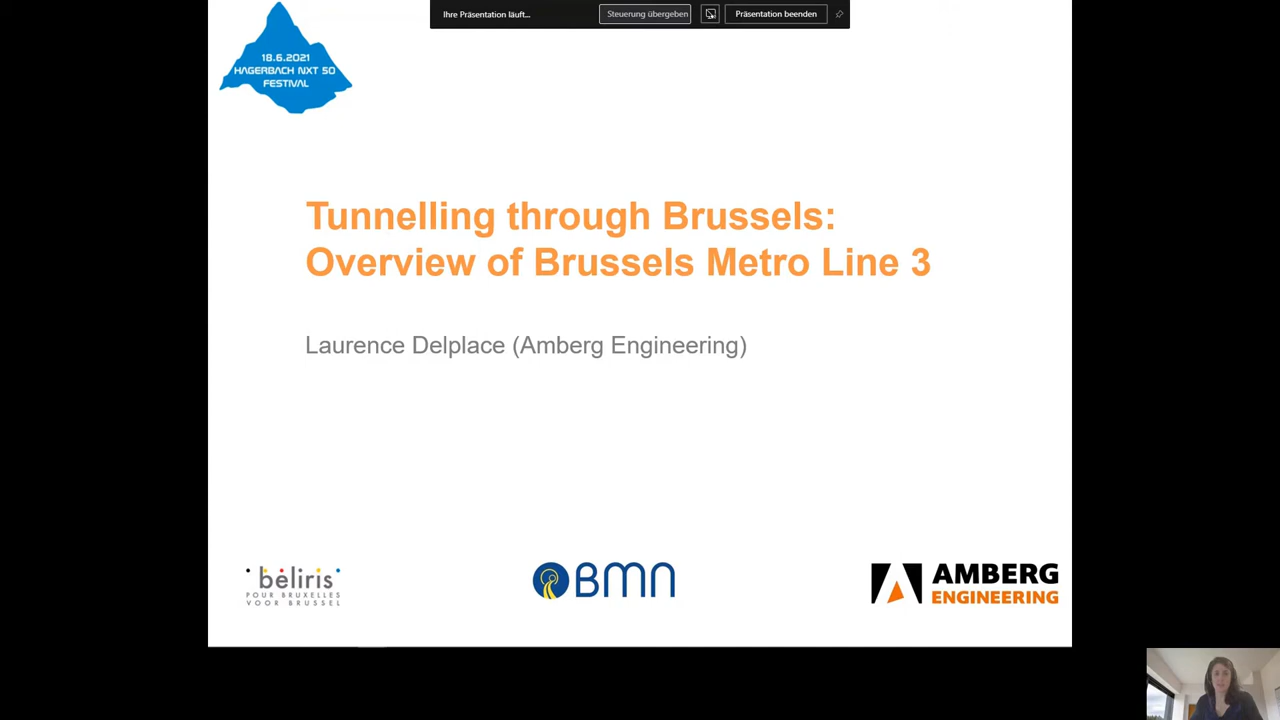 Ihre Präsentation läuft...
Steuerung übergeben
Präsentation beenden
18.6.2021
HAGERBACH NXT 50
FESTIVAL
Tunnelling through Brussels:
Overview of Brussels Metro Line 3
Laurence Delplace (Amberg Engineering)
beliris
POUR BRUXELLES
VOOR BRUSSEL
BMN
AMBERG
ENGINEERING